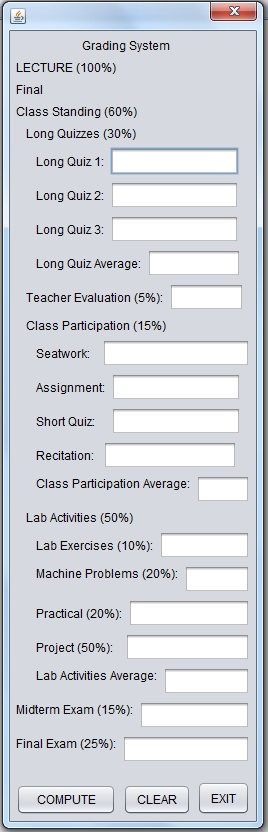 Grading System
LECTURE (100%)
Final
Class Standing (60%)
Long Quizzes (30%)
Long Quiz 1:
Long Quiz 2:
Long Quiz 3:
Long Quiz Average:
Teacher Evaluation (5%):
Class Participation (15%)
Seatwork:
Assignment:
Short Quiz:
Recitation:
Class Participation Average:
Lab Activities (50%)
Lab Exercises (10%):
Machine Problems (20%):
Practical (20%):
Project (50%):
Lab Activities Average:
Midterm Exam (15%):
Final Exam (25%):
COMPUTE CLEAR EXIT